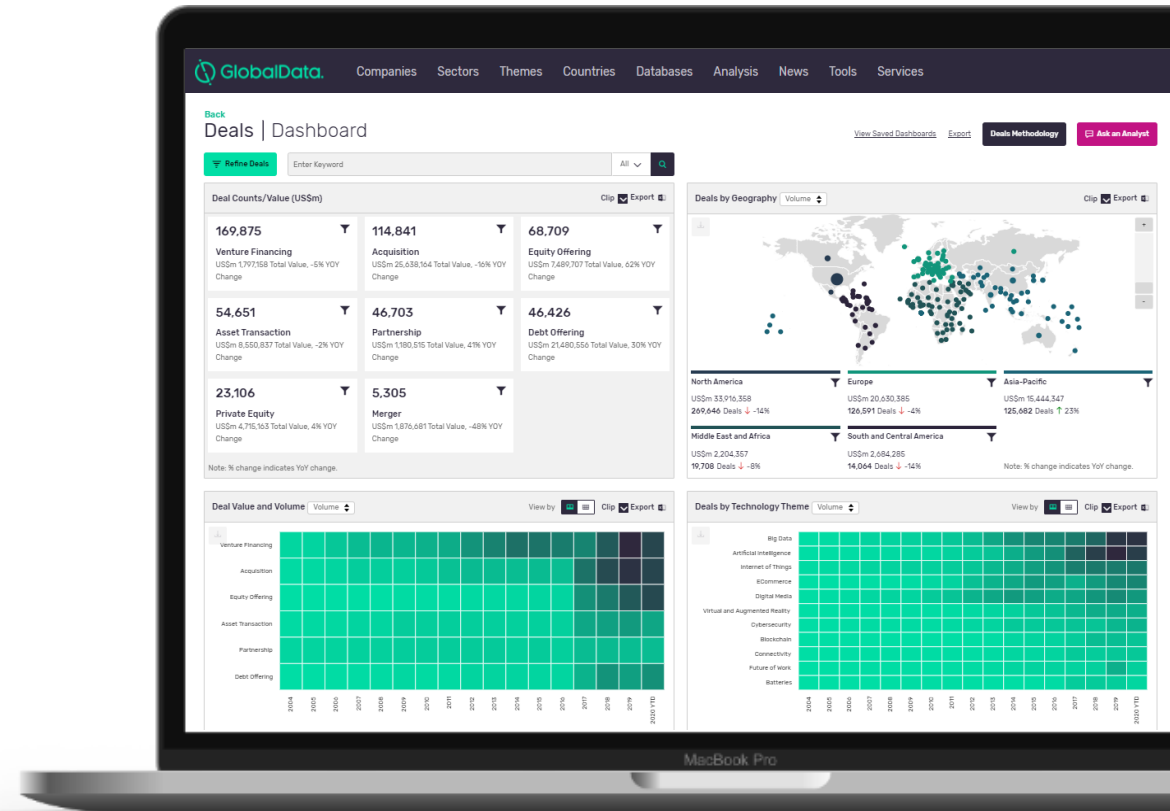 GlobalData.
Companies Sectors Themes Countries Databases Analysis News Tools Services
Back
Deals | Dashboard
View Saved Dashboards Export Deals Methodology Ask an Analyst
Refine Deals Enter Keyword All
Deal Counts/Value (US$m) Clip Export
169,875
Venture Financing
US$m 1,797,158 Total Value, -5% YOY
Change
114,841
Acquisition
US$m 25,638,164 Total Value, -16% YOY
Change
68,709
Equity Offering
US$m 7,489,707 Total Value, 62% YOY
Change
54,651
Asset Transaction
US$m 8,550,837 Total Value, -2% YOY
Change
46,703
Partnership
US$m 1,180,515 Total Value, 41% YOY
Change
46,426
Debt Offering
US$m 21,480,556 Total Value, 30% YOY
Change
23,106
Private Equity
US$m 4,715,163 Total Value, 4% YOY
Change
5,305
Merger
US$m 1,876,681 Total Value, -48% YOY
Change
Note: % change indicates YoY change.
Deals by Geography Volume Clip Export
+
-
North America
US$m 33,916,358
269,646 Deals ↓ -14%
Europe
US$m 20,630,385
126,591 Deals ↓ -4%
Asia-Pacific
US$m 15,444,347
125,682 Deals ↑ 23%
Middle East and Africa
US$m 2,204,357
19,708 Deals ↓ -8%
South and Central America
US$m 2,684,285
14,064 Deals ↓ -14%
Note: % change indicates YoY change.
Deal Value and Volume Volume View by Clip Export
Venture Financing
Acquisition
Equity Offering
Asset Transaction
Partnership
Debt Offering
2004 2005 2006 2007 2008 2009 2010 2011 2012 2013 2014 2015 2016 2017 2018 2019 2020 YTD
Deals by Technology Theme Volume View by Clip Export
Big Data
Artificial Intelligence
Internet of Things
ECommerce
Digital Media
Virtual and Augmented Reality
Cybersecurity
Blockchain
Connectivity
Future of Work
Batteries
2004 2005 2006 2007 2008 2009 2010 2011 2012 2013 2014 2015 2016 2017 2018 2019 2020 YTD
MacBook Pro